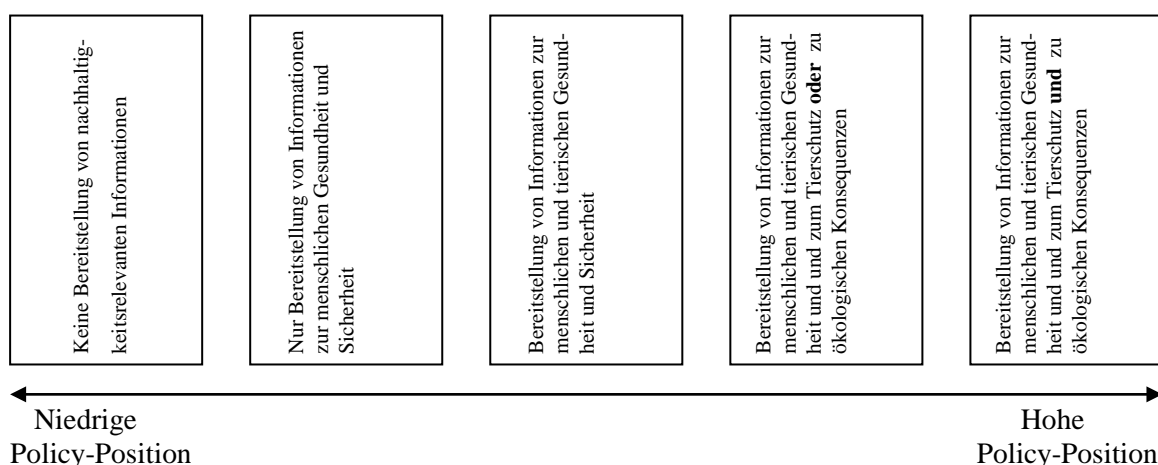 Keine Bereitstellung von nachhaltig-
keitsrelevanten Informationen
Nur Bereitstellung von Informationen
zur menschlichen Gesundheit und
Sicherheit
Bereitstellung von Informationen zur
menschlichen und tierischen Gesund-
heit und Sicherheit
Bereitstellung von Informationen zur
menschlichen und tierischen Gesund-
heit und und zum Tierschutz oder zu
ökologischen Konsequenzen
Bereitstellung von Informationen zur
menschlichen und tierischen Gesund-
heit und und zum Tierschutz und zu
ökologischen Konsequenzen
Niedrige
Policy-Position
Hohe
Policy-Position